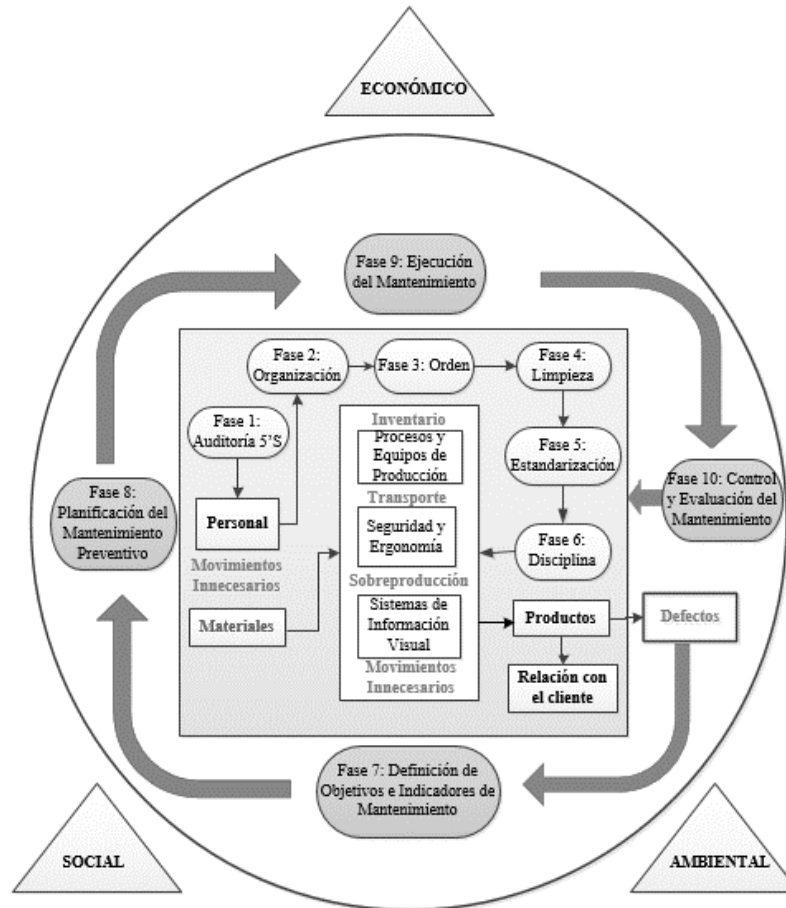 ECONÓMICO
Fase 9: Ejecución
del Mantenimiento
Fase 2:
Organización
Fase 3: Orden
Fase 4:
Limpieza
Fase 1:
Auditoría 5’S
Inventario
Procesos y
Equipos de
Producción
Fase 5:
Estandarización
Fase 8:
Planificación del
Mantenimiento
Preventivo
Fase 10: Control
y Evaluación del
Mantenimiento
Personal
Transporte
Seguridad y
Ergonomía
Fase 6:
Disciplina
Movimientos
Innecesarios
Sobreproducción
Materiales
Sistemas de
Información
Visual
Productos
Defectos
Movimientos
Innecesarios
Relación con
el cliente
Fase 7: Definición de
Objetivos e Indicadores de
Mantenimiento
SOCIAL
AMBIENTAL